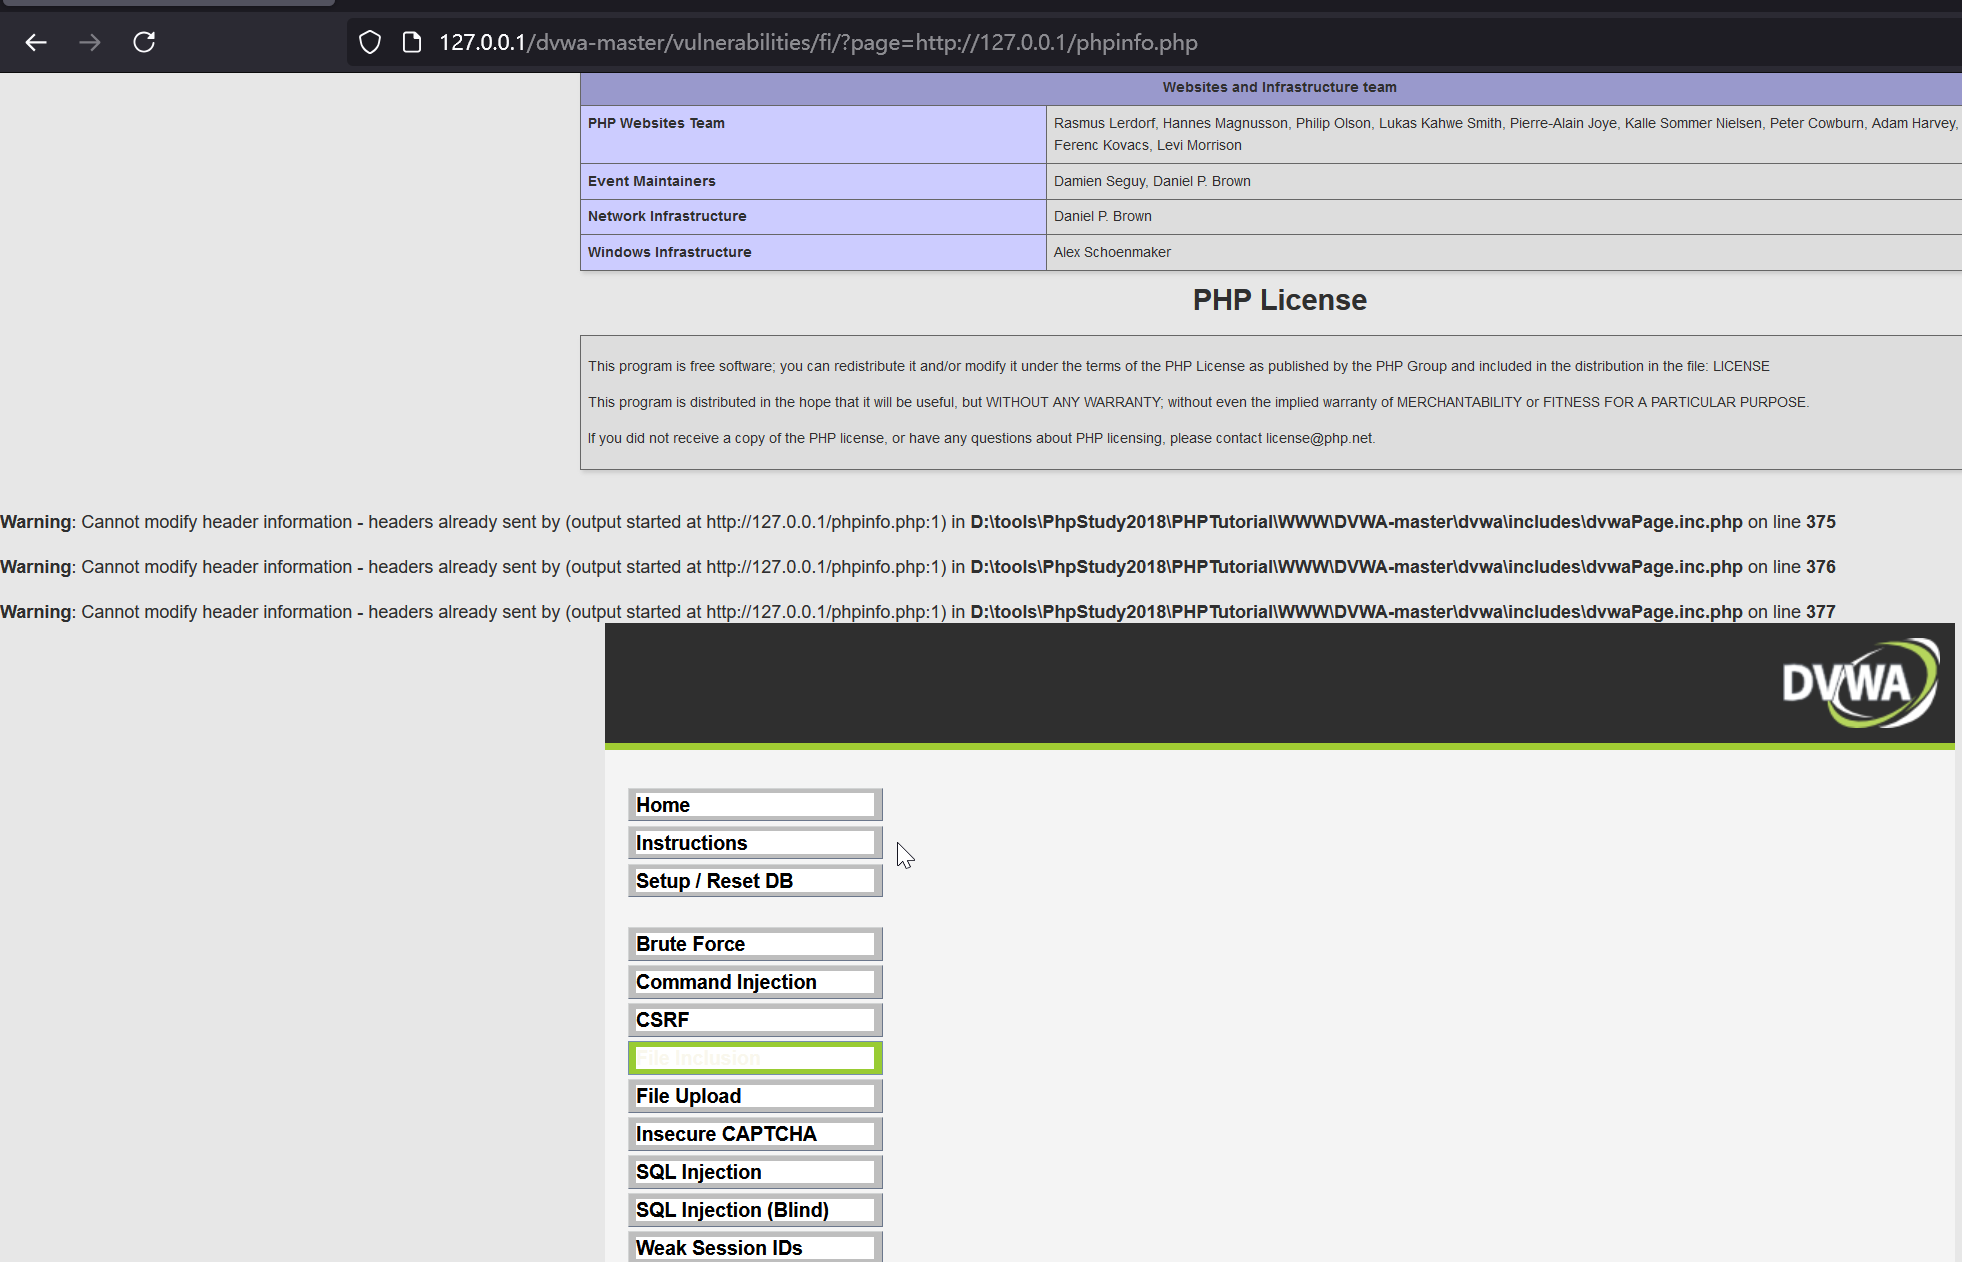 127.0.0.1/dvwa-master/vulnerabilities/fi/?page=http://127.0.0.1/phpinfo.php
Websites and Infrastructure team
PHP Websites Team
Rasmus Lerdorf, Hannes Magnusson, Philip Olson, Lukas Kahwe Smith, Pierre-Alain Joye, Kalle Sommer Nielsen, Peter Cowburn, Adam Harvey,
Ferenc Kovacs, Levi Morrison
Event Maintainers
Damien Seguy, Daniel P. Brown
Network Infrastructure
Daniel P. Brown
Windows Infrastructure
Alex Schoenmaker
PHP License
This program is free software; you can redistribute it and/or modify it under the terms of the PHP License as published by the PHP Group and included in the distribution in the file: LICENSE
This program is distributed in the hope that it will be useful, but WITHOUT ANY WARRANTY; without even the implied warranty of MERCHANTABILITY or FITNESS FOR A PARTICULAR PURPOSE.
If you did not receive a copy of the PHP license, or have any questions about PHP licensing, please contact license@php.net.
Warning: Cannot modify header information - headers already sent by (output started at http://127.0.0.1/phpinfo.php:1) in D:\tools\PhpStudy2018\PHPTutorial\WWW\DVWA-master\dvwa\includes\dvwaPage.inc.php on line 375
Warning: Cannot modify header information - headers already sent by (output started at http://127.0.0.1/phpinfo.php:1) in D:\tools\PhpStudy2018\PHPTutorial\WWW\DVWA-master\dvwa\includes\dvwaPage.inc.php on line 376
Warning: Cannot modify header information - headers already sent by (output started at http://127.0.0.1/phpinfo.php:1) in D:\tools\PhpStudy2018\PHPTutorial\WWW\DVWA-master\dvwa\includes\dvwaPage.inc.php on line 377
DVWA
Home
Instructions
Setup / Reset DB
Brute Force
Command Injection
CSRF
File Inclusion
File Upload
Insecure CAPTCHA
SQL Injection
SQL Injection (Blind)
Weak Session IDs